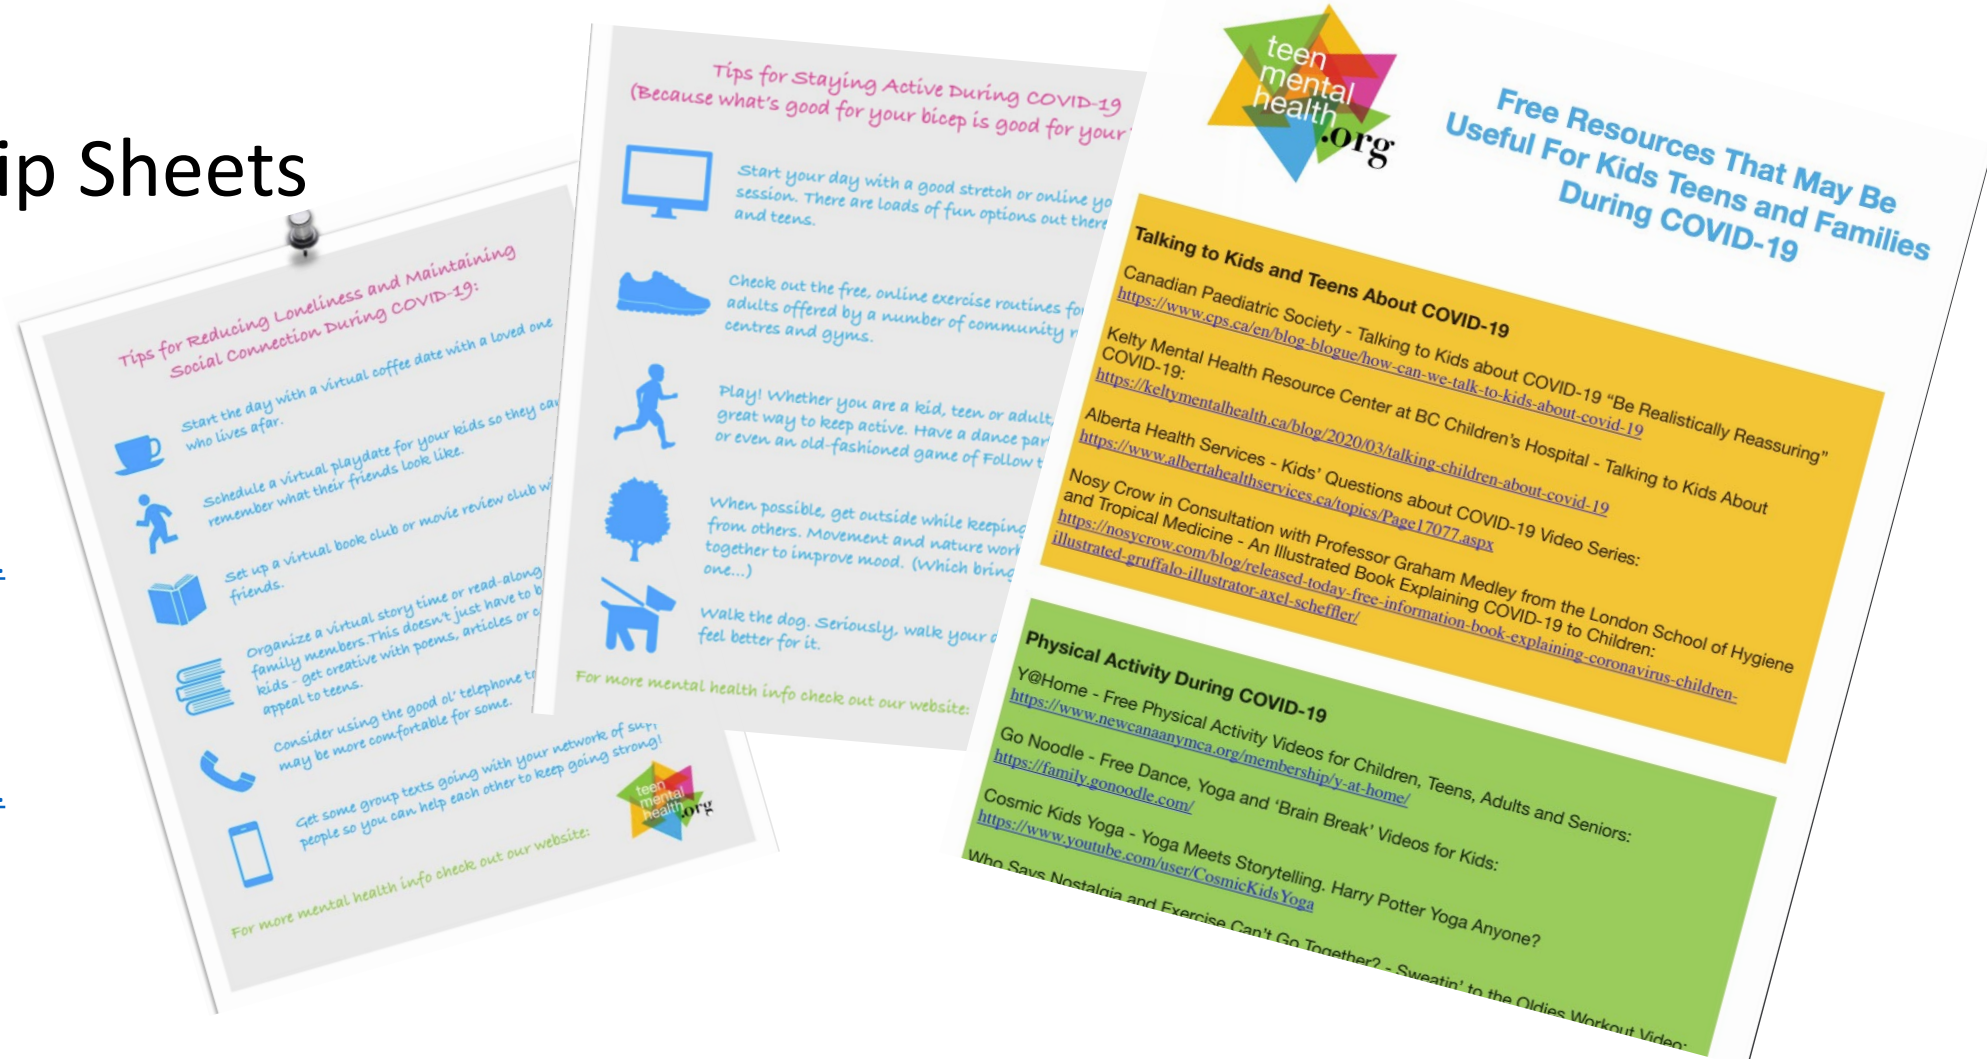 ip Sheets
Tips for Reducing Loneliness and Maintaining
Social Connection During COVID-19:
Start the day with a virtual coffee date with a loved one
who lives afar.
Schedule a virtual playdate for your kids so they can
remember what their friends look like.
Set up a virtual book club or movie review club
friends.
Organize a virtual story time or read-along
family members. This doesn't just have to
kids - get creative with poems, articles or
appeal to teens.
Consider using the good ol' telephone to
may be more comfortable for some.
Get some group texts going with your network of
people so you can help each other to keep going strong!
For more mental health info check out our website:
teen
mental
health
.org
Tips for Staying Active During COVID-19
(Because what's good for your bicep is good for your
Start your day with a good stretch or online yo
session. There are loads of fun options out there
and teens.
Check out the free, online exercise routines for
adults offered by a number of community
centres and gyms.
Play! Whether you are a kid, teen or adult,
great way to keep active. Have a dance par
or even an old-fashioned game of Follow t
When possible, get outside while keeping
from others. Movement and nature work
together to improve mood. (Which bring
one...)
Walk the dog. Seriously, walk your
feel better for it.
For more mental health info check out our website:
teen
mental
health
.org
Free Resources That May Be
Useful For Kids Teens and Families
During COVID-19
Talking to Kids and Teens About COVID-19
Canadian Paediatric Society - Talking to Kids about COVID-19 “Be Realistically Reassuring”
https://www.cps.ca/en/blog-blogue/how-can-we-talk-to-kids-about-covid-19
Kelty Mental Health Resource Center at BC Children's Hospital - Talking to Kids About
COVID-19:
https://keltymentalhealth.ca/blog/2020/03/talking-children-about-covid-19
Alberta Health Services - Kids' Questions about COVID-19 Video Series:
https://www.albertahealthservices.ca/topics/Page17077.aspx
Nosy Crow in Consultation with Professor Graham Medley from the London School of Hygiene
and Tropical Medicine - An Illustrated Book Explaining COVID-19 to Children:
https://nosycrow.com/blog/released-today-free-information-book-explaining-coronavirus-children-
illustrated-gruffalo-illustrator-axel-scheffler/
Physical Activity During COVID-19
Y@Home - Free Physical Activity Videos for Children, Teens, Adults and Seniors:
https://www.newcanaanymca.org/membership/y-at-home/
Go Noodle - Free Dance, Yoga and ‘Brain Break’ Videos for Kids:
https://family.gonoodle.com/
Cosmic Kids Yoga - Yoga Meets Storytelling. Harry Potter Yoga Anyone?
https://www.youtube.com/user/CosmicKidsYoga
Who Says Nostalgia and Exercise Can't Go Together? - Sweatin' to the Oldies Workout Video: